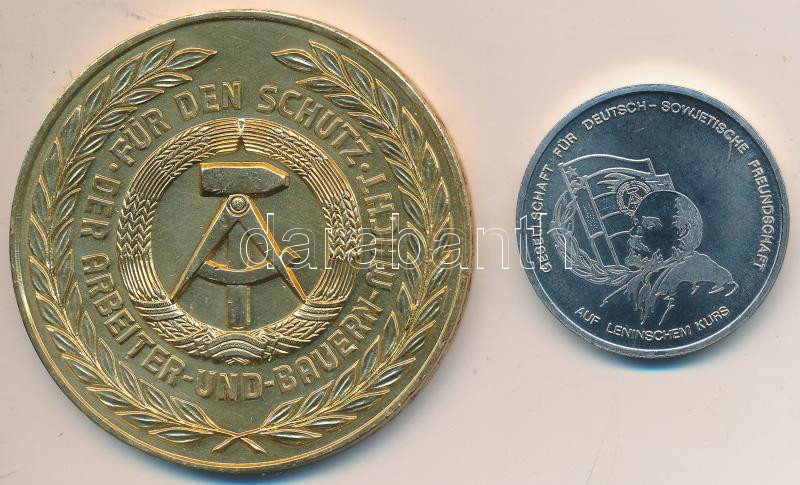 FÜR DEN SCHUTZ · DER ARBEITER-UND-BAUERN-MACHT ·
GESELLSCHAFT FÜR DEUTSCH-SOWJETISCHE FREUNDSCHAFT
AUF LENINSCHEM KURS
darabanth